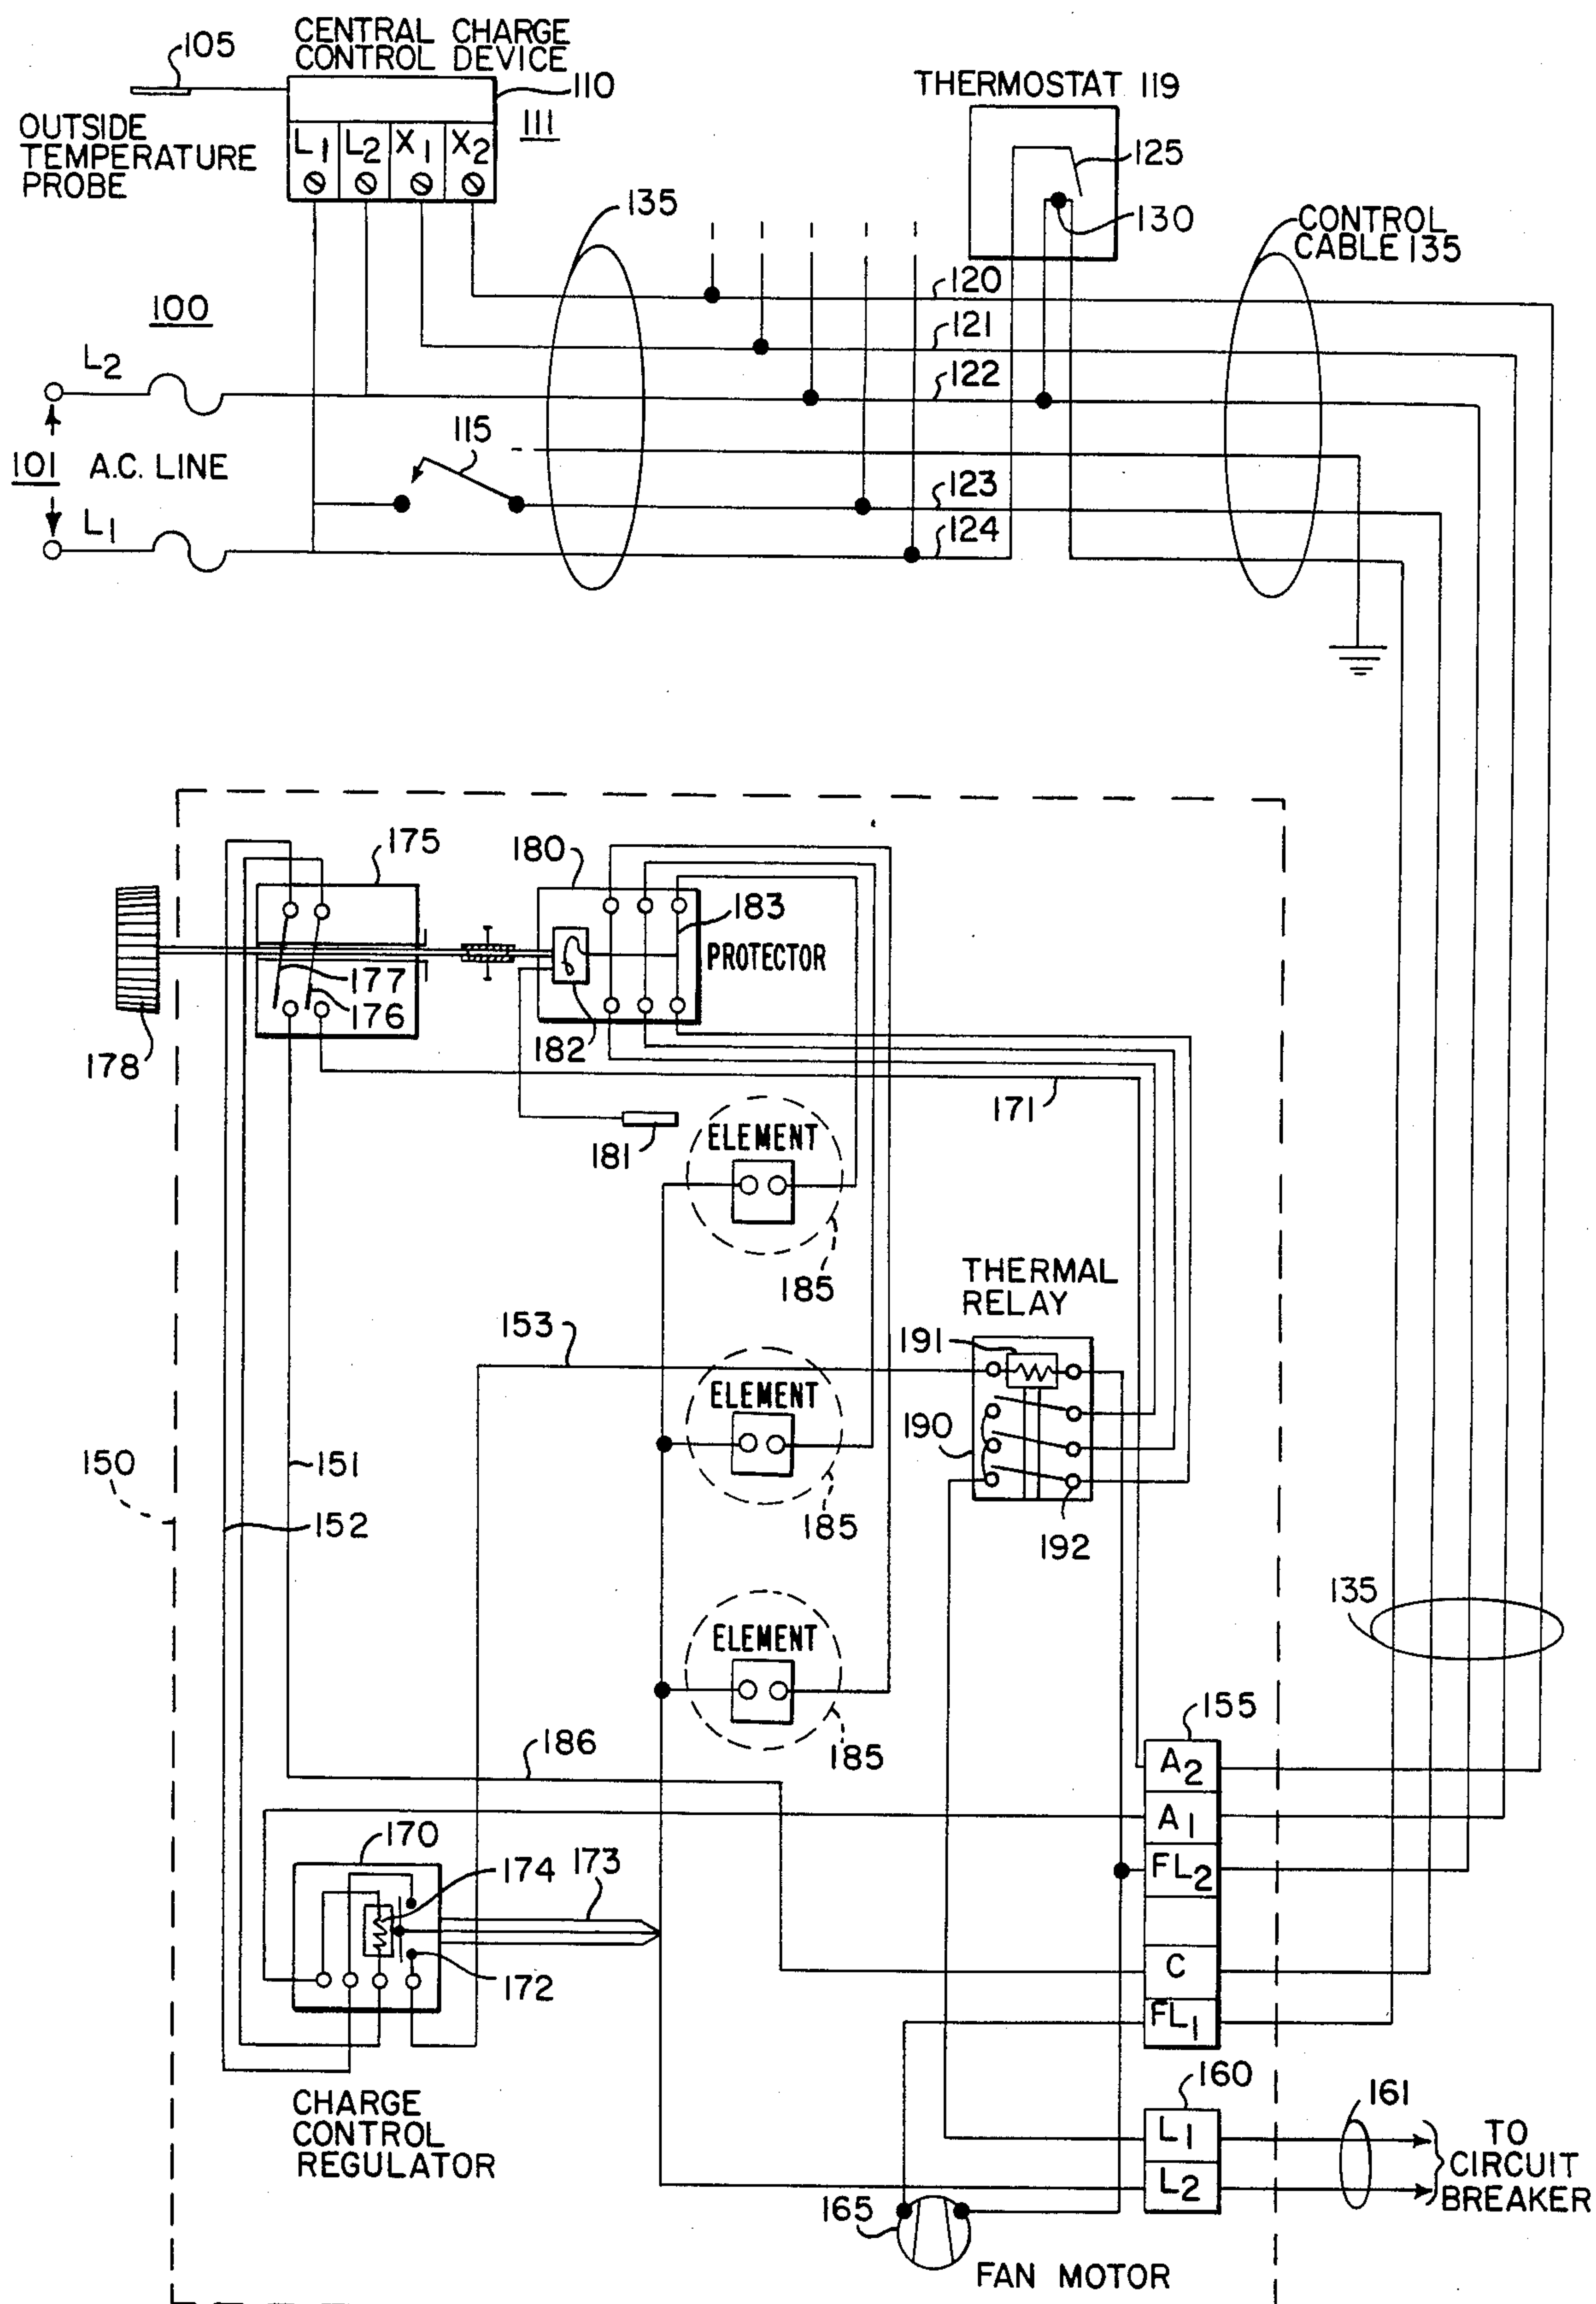 CENTRAL CHARGE
CONTROL DEVICE
105
110
111
OUTSIDE
TEMPERATURE
PROBE
L1 L2 X1 X2
THERMOSTAT 119
125
130
135
CONTROL
CABLE 135
100
120
121
122
L2
115
101 A.C. LINE
123
124
L1
175
180
183
PROTECTOR
177
176
182
178
171
181
ELEMENT
185
THERMAL
RELAY
153
191
ELEMENT
190
150
151
152
185
192
135
ELEMENT
155
186
185
A2
A1
170
174
173
FL2
172
C
FL1
160
161
CHARGE
CONTROL
REGULATOR
L1
L2
TO
CIRCUIT
BREAKER
165
FAN MOTOR